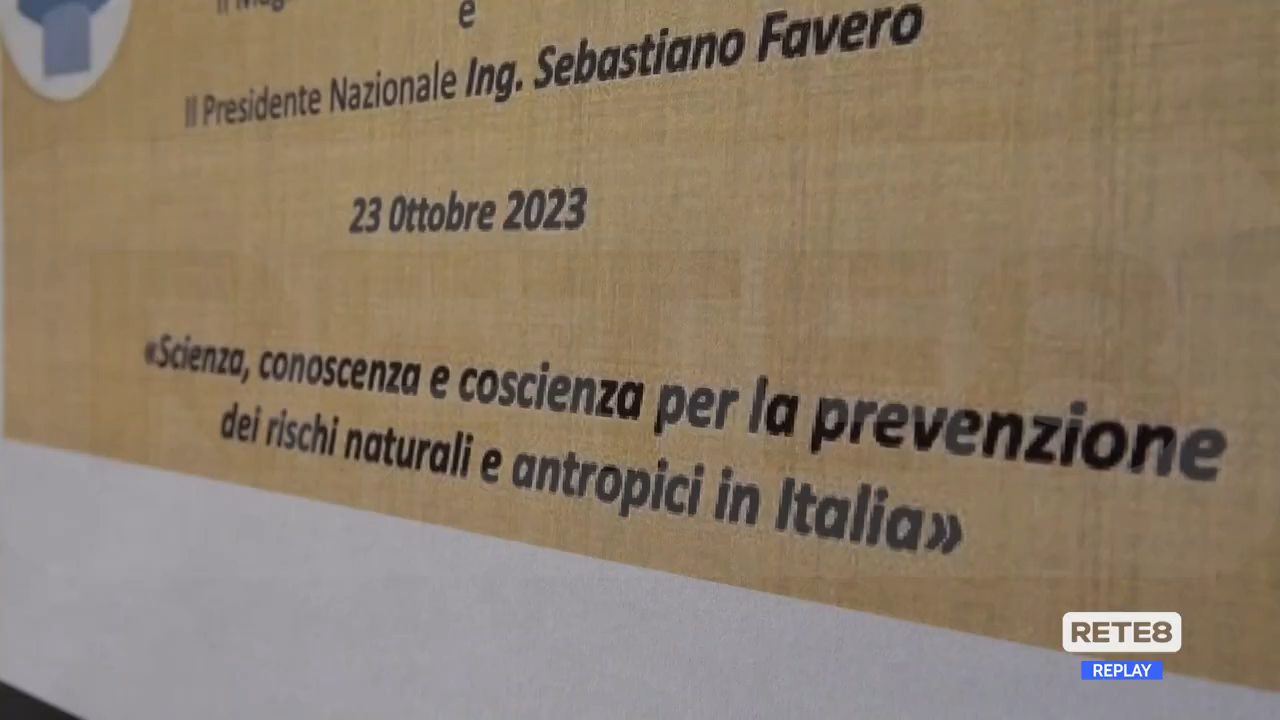 e
Il Presidente Nazionale Ing. Sebastiano Favero
23 Ottobre 2023
«Scienza, conoscenza e coscienza per la prevenzione
dei rischi naturali e antropici in Italia»
RETE8
REPLAY